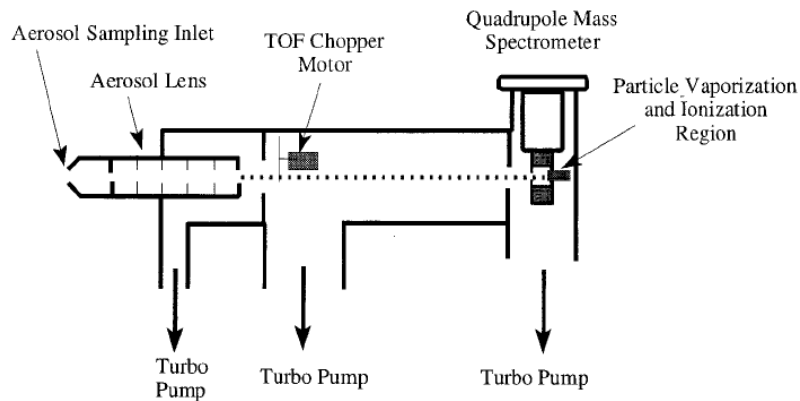 Aerosol Sampling Inlet
Aerosol Lens
TOF Chopper
Motor
Quadrupole Mass
Spectrometer
Particle Vaporization
and Ionization
Region
Turbo
Pump
Turbo Pump
Turbo Pump